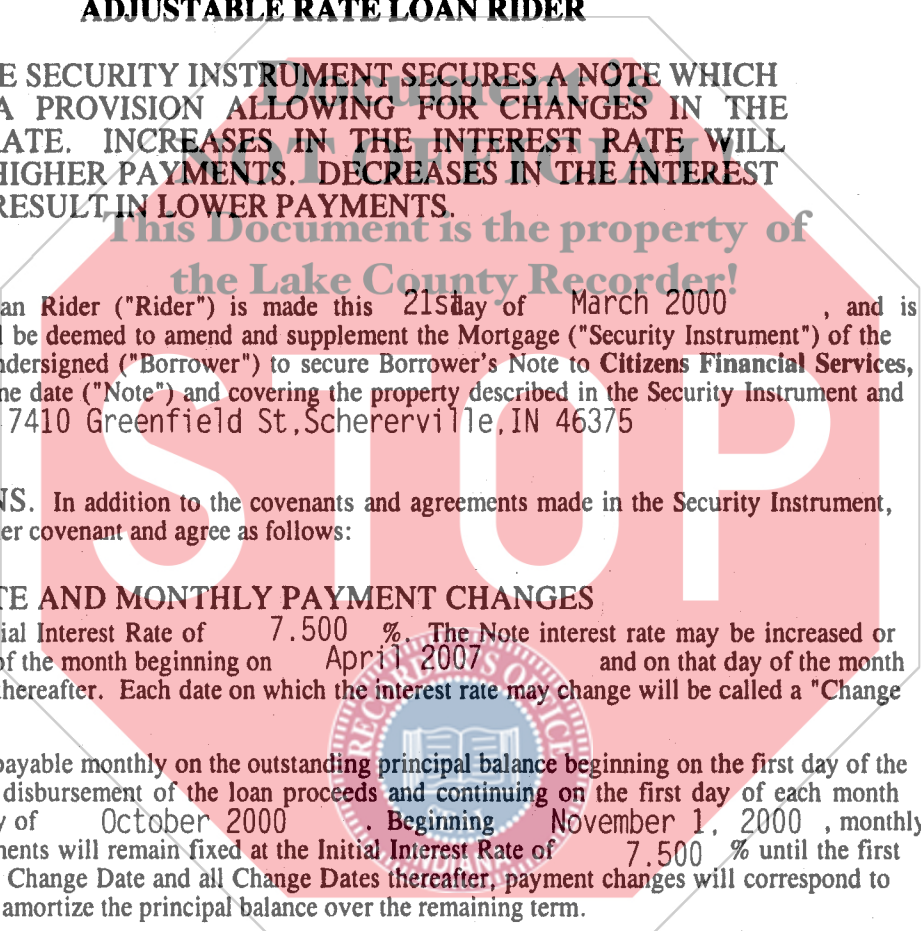 ADJUSTABLE RATE LOAN RIDER
E SECURITY INSTRUMENT SECURES A NOTE WHICH
A PROVISION ALLOWING FOR CHANGES IN THE
ATE. INCREASES IN THE INTEREST RATE WILL
HIGHER PAYMENTS. DECREASES IN THE INTEREST
RESULT IN LOWER PAYMENTS.
Document is
NOT OFFICIAL!
This Document is the property of
the Lake County Recorder!
an Rider ("Rider") is made this 21st day of March 2000 , and is
l be deemed to amend and supplement the Mortgage ("Security Instrument") of the
ndersigned ("Borrower") to secure Borrower's Note to Citizens Financial Services,
ne date ("Note") and covering the property described in the Security Instrument and
7410 Greenfield St,Schererville,IN 46375
STOP
NS. In addition to the covenants and agreements made in the Security Instrument,
er covenant and agree as follows:
TE AND MONTHLY PAYMENT CHANGES
ial Interest Rate of 7.500 %. The Note interest rate may be increased or
of the month beginning on April 2007 and on that day of the month
hereafter. Each date on which the interest rate may change will be called a "Change
RECORDER'S OFFICE
payable monthly on the outstanding principal balance beginning on the first day of the
disbursement of the loan proceeds and continuing on the first day of each month
y of October 2000 . Beginning November 1, 2000 , monthly
nents will remain fixed at the Initial Interest Rate of 7.500 % until the first
Change Date and all Change Dates thereafter, payment changes will correspond to
amortize the principal balance over the remaining term.